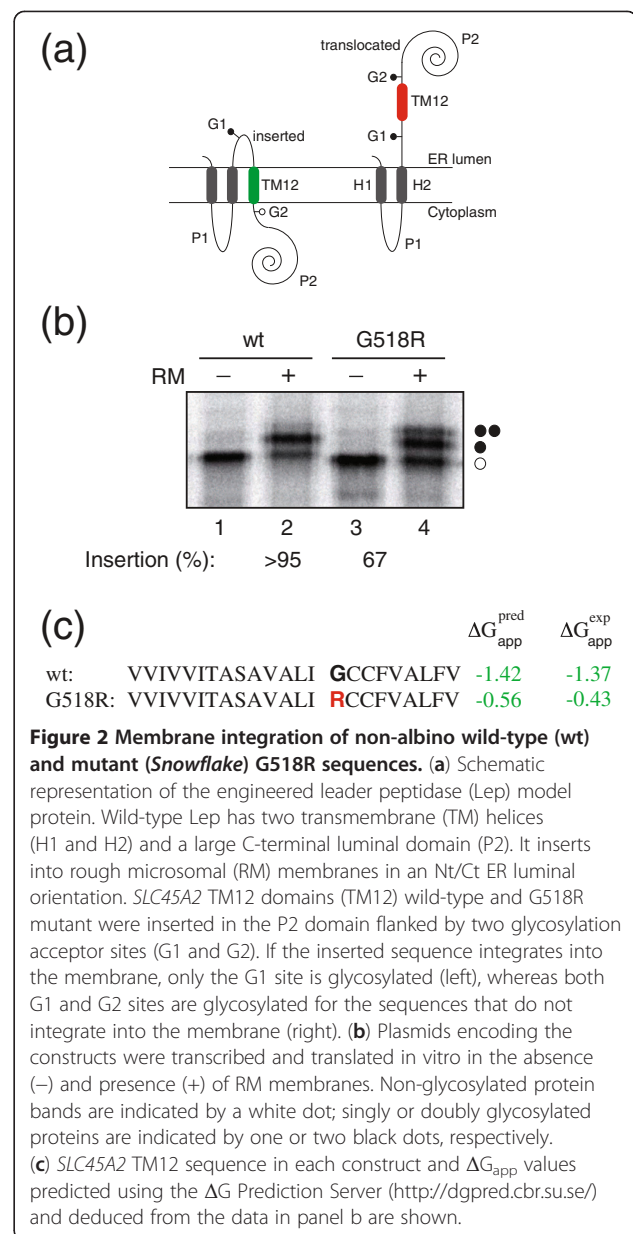 (a)
translocated
P2
G2
TM12
G1
inserted
G1
ER lumen
TM12
H1
H2
Cytoplasm
G2
P1
P2
P1
(b)
wt
G518R
RM − + − +
1 2 3 4
Insertion (%): >95 67
(c)
ΔG app pred ΔG app exp
wt: VVIVVITASAVALI GCCFVALFV -1.42 -1.37
G518R: VVIVVITASAVALI RCCFVALFV -0.56 -0.43
Figure 2 Membrane integration of non-albino wild-type (wt)
and mutant (Snowflake) G518R sequences. (a) Schematic
representation of the engineered leader peptidase (Lep) model
protein. Wild-type Lep has two transmembrane (TM) helices
(H1 and H2) and a large C-terminal luminal domain (P2). It inserts
into rough microsomal (RM) membranes in an Nt/Ct ER luminal
orientation. SLC45A2 TM12 domains (TM12) wild-type and G518R
mutant were inserted in the P2 domain flanked by two glycosylation
acceptor sites (G1 and G2). If the inserted sequence integrates into
the membrane, only the G1 site is glycosylated (left), whereas both
G1 and G2 sites are glycosylated for the sequences that do not
integrate into the membrane (right). (b) Plasmids encoding the
constructs were transcribed and translated in vitro in the absence
(−) and presence (+) of RM membranes. Non-glycosylated protein
bands are indicated by a white dot; singly or doubly glycosylated
proteins are indicated by one or two black dots, respectively.
(c) SLC45A2 TM12 sequence in each construct and ΔGapp values
predicted using the ΔG Prediction Server (http://dgpred.cbr.su.se/)
and deduced from the data in panel b are shown.